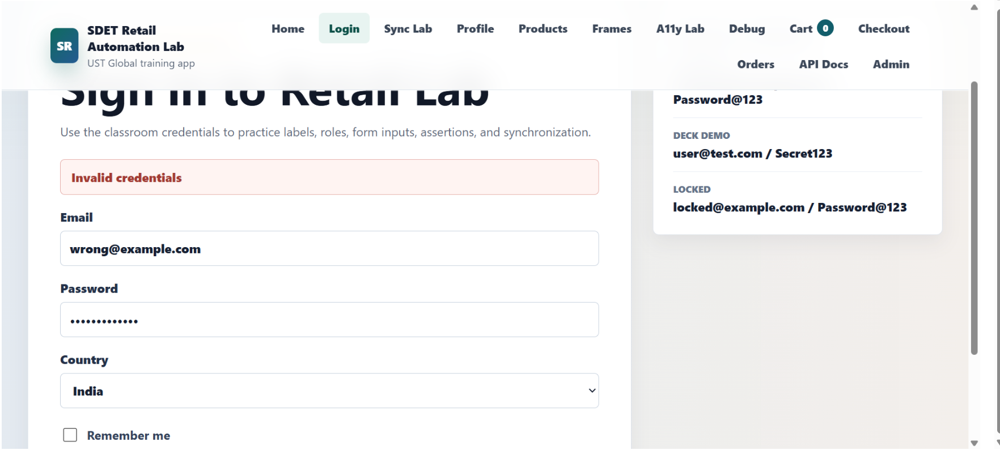 SR
SDET Retail
Automation Lab
UST Global training app
Home Login Sync Lab Profile Products Frames A11y Lab Debug Cart 0 Checkout
Orders API Docs Admin
Sign in to Retail Lab
Use the classroom credentials to practice labels, roles, form inputs, assertions, and synchronization.
Invalid credentials
Email
wrong@example.com
Password
•••••••••••••
Country
India
Remember me
Password@123
DECK DEMO
user@test.com / Secret123
LOCKED
locked@example.com / Password@123